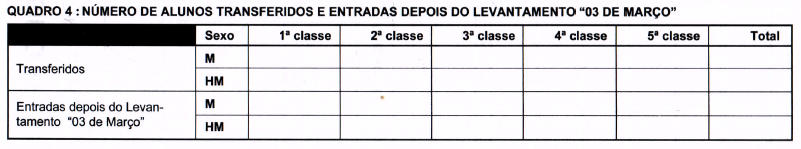 QUADRO 4 : NÚMERO DE ALUNOS TRANSFERIDOS E ENTRADAS DEPOIS DO LEVANTAMENTO "03 DE MARÇO"
Sexo 1ª classe 2ª classe 3ª classe 4ª classe 5ª classe Total
Transferidos M
HM
Entradas depois do Levan- M
tamento "03 de Março" HM